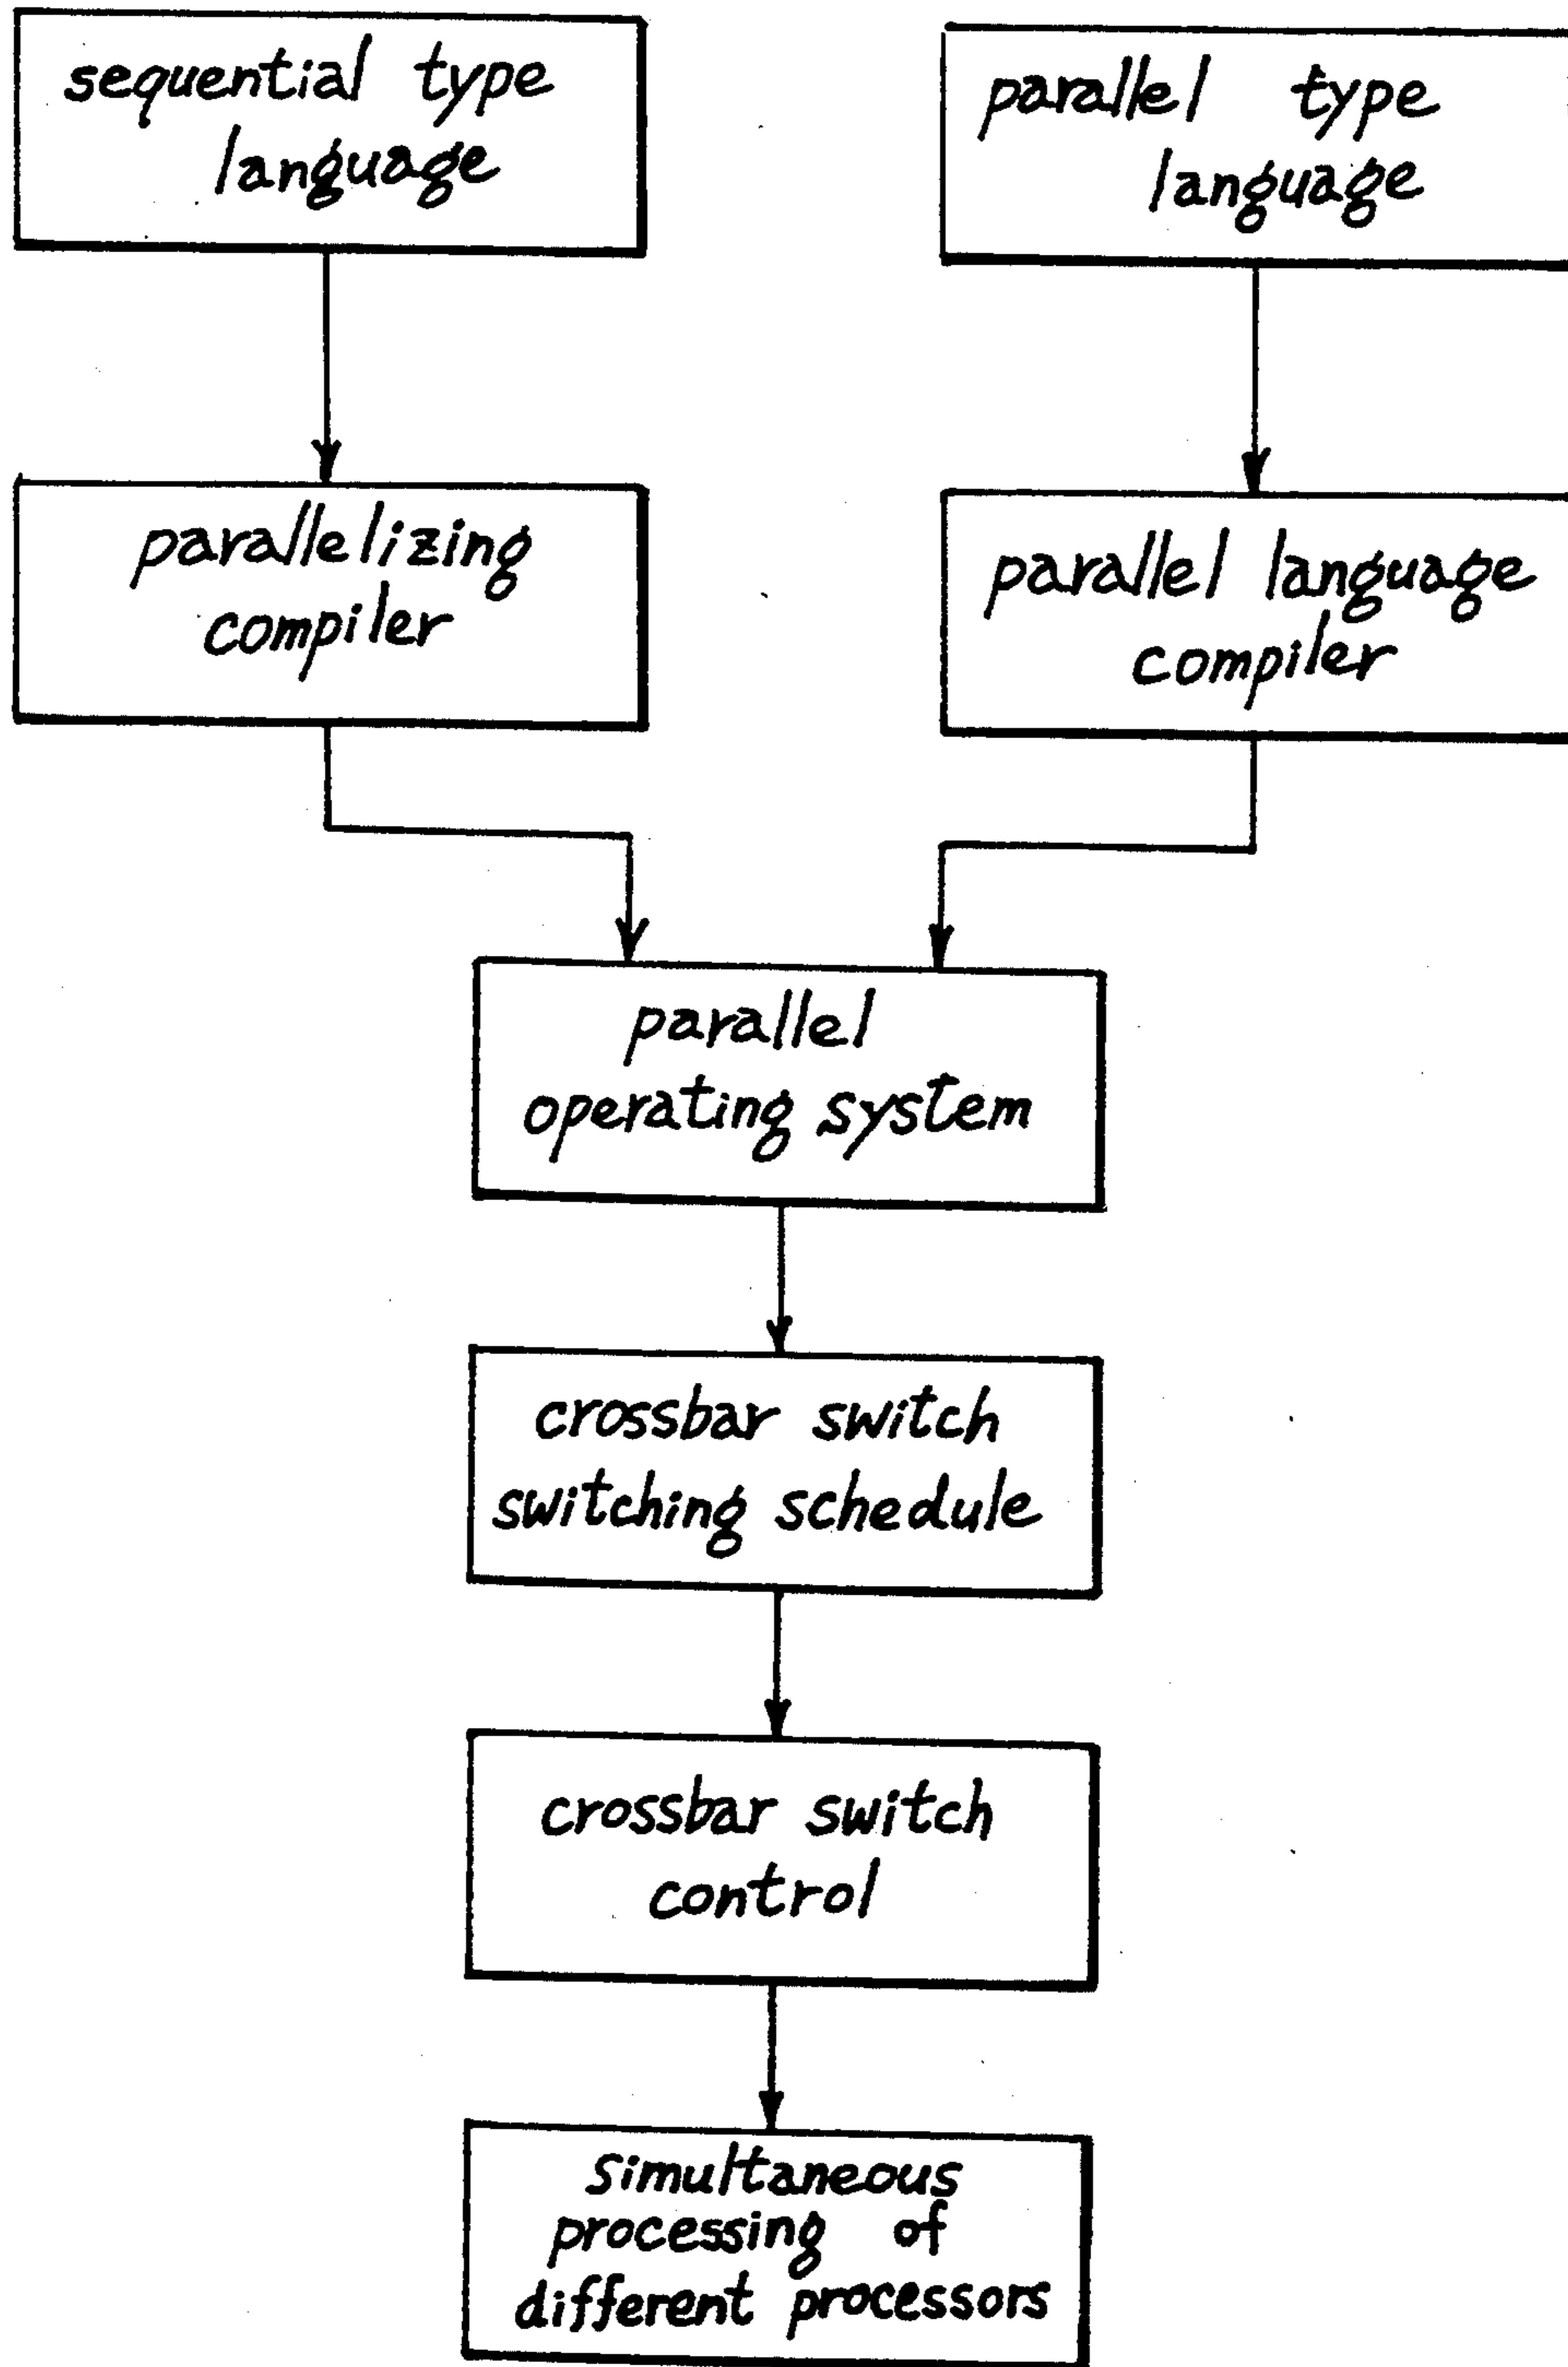 sequential type
language
parallel type
language
parallelizing
compiler
parallel language
compiler
parallel
operating system
crossbar switch
switching schedule
crossbar switch
control
simultaneous
processing of
different processors